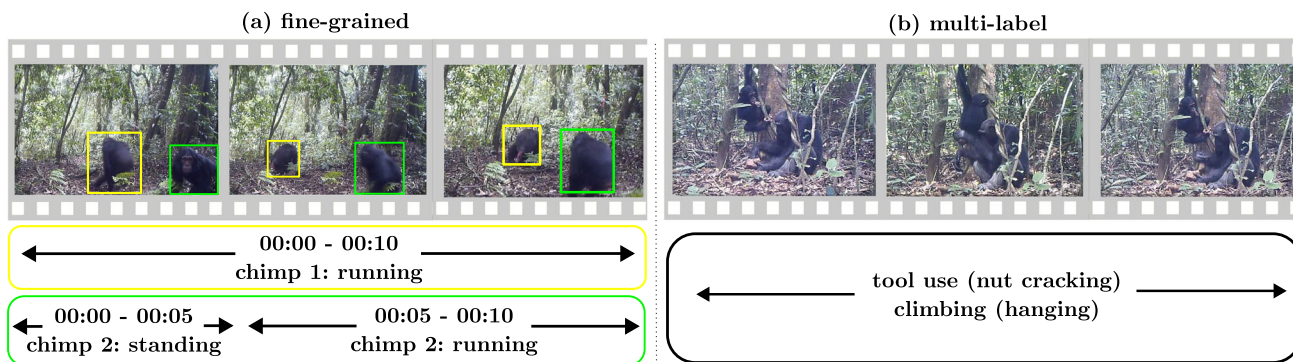 (a) fine-grained
00:00 - 00:10
chimp 1: running
00:00 - 00:05
chimp 2: standing
00:05 - 00:10
chimp 2: running
(b) multi-label
tool use (nut cracking)
climbing (hanging)